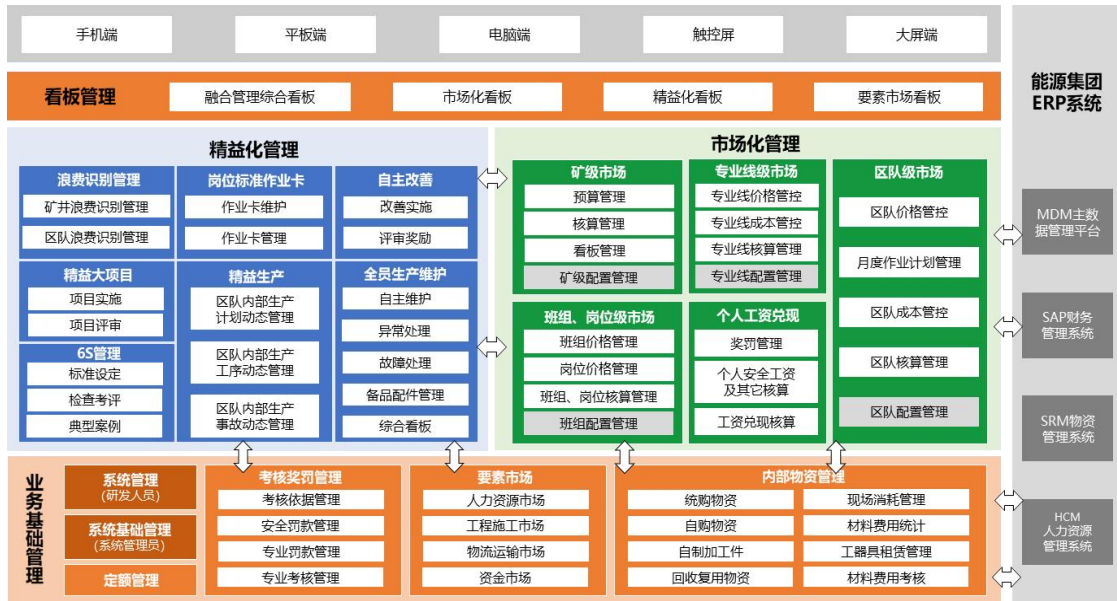 手机端
平板端
电脑端
触控屏
大屏端
看板管理
融合管理综合看板
市场化看板
精益化看板
要素市场看板
精益化管理
浪费识别管理
矿井浪费识别管理
区队浪费识别管理
岗位标准作业卡
作业卡维护
作业卡管理
自主改善
改善实施
评审奖励
精益大项目
项目实施
项目评审
6S管理
标准设定
检查考评
典型案例
精益生产
区队内部生产
计划动态管理
区队内部生产
工序动态管理
区队内部生产
事故动态管理
全员生产维护
自主维护
异常处理
故障处理
备品配件管理
综合看板
市场化管理
矿级市场
预算管理
核算管理
看板管理
矿级配置管理
专业线级市场
专业线价格管控
专业线成本管控
专业线核算管理
专业线配置管理
区队级市场
区队价格管控
月度作业计划管理
区队成本管控
区队核算管理
区队配置管理
班组、岗位级市场
班组价格管理
岗位价格管理
班组、岗位核算管理
班组配置管理
个人工资兑现
奖罚管理
个人安全工资
及其它核算
工资兑现核算
业务基础管理
系统管理
(研发人员)
系统基础管理
(系统管理员)
定额管理
考核奖罚管理
考核依据管理
安全罚款管理
专业罚款管理
专业考核管理
要素市场
人力资源市场
工程施工市场
物流运输市场
资金市场
内部物资管理
统购物资
自购物资
自制加工件
回收复用物资
现场消耗管理
材料费用统计
工器具租赁管理
材料费用考核
能源集团
ERP系统
MDM主数
据管理平台
SAP财务
管理系统
SRM物资
管理系统
HCM
人力资源
管理系统